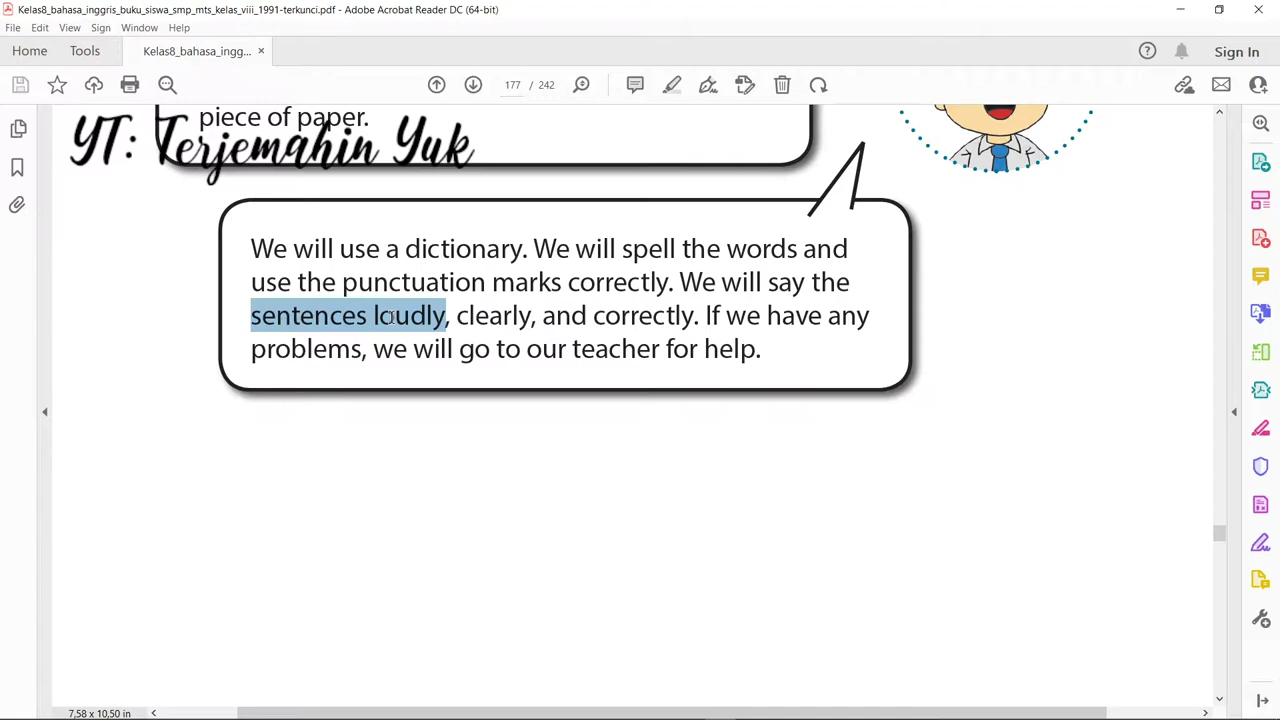 Kelas8_bahasa_inggris_buku_siswa_smp_mts_kelas_viii_1991-terkunci.pdf - Adobe Acrobat Reader DC (64-bit)
File Edit View Sign Window Help
Home Tools Kelas8_bahasa_ingg... × Sign In
177 / 242
piece of paper.
YT: Terjemahin Yuk
We will use a dictionary. We will spell the words and
use the punctuation marks correctly. We will say the
sentences loudly, clearly, and correctly. If we have any
problems, we will go to our teacher for help.
7,58 x 10,50 in